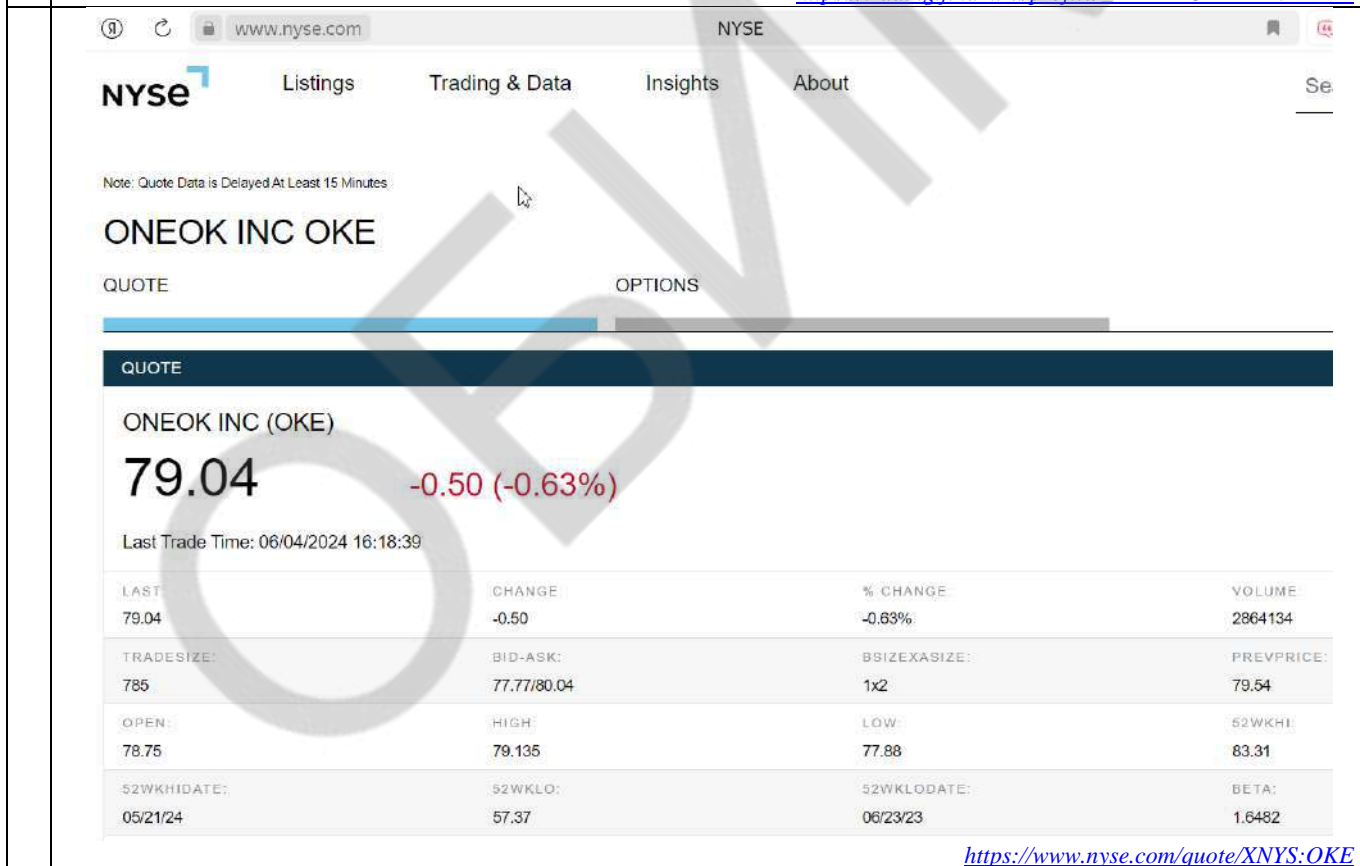 www.nyse.com NYSE
NYSE Listings Trading & Data Insights About
Note: Quote Data is Delayed At Least 15 Minutes
ONEOK INC OKE
QUOTE OPTIONS
QUOTE
ONEOK INC (OKE)
79.04 -0.50 (-0.63%)
Last Trade Time: 06/04/2024 16:18:39
LAST: CHANGE: % CHANGE: VOLUME:
79.04 -0.50 -0.63% 2864134
TRADESIZE: BID-ASK: BSIZEXASIZE: PREVPRICE:
785 77.77/80.04 1x2 79.54
OPEN: HIGH: LOW: 52WKHI:
78.75 79.135 77.88 83.31
52WKHIDATE: 52WKLO: 52WKLODATE: BETA:
05/21/24 57.37 06/23/23 1.6482
https://www.nyse.com/quote/XNYS:OKE